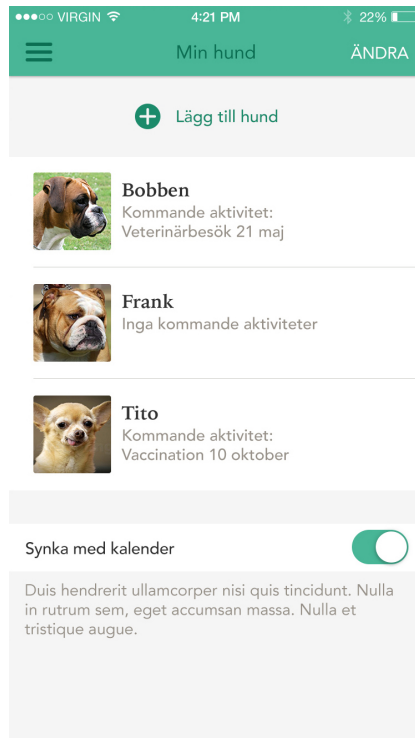 VIRGIN 4:21 PM 22%
Min hund ÄNDRA
Lägg till hund
Bobben
Kommande aktivitet:
Veterinärbesök 21 maj
Frank
Inga kommande aktiviteter
Tito
Kommande aktivitet:
Vaccination 10 oktober
Synka med kalender
Duis hendrerit ullamcorper nisi quis tincidunt. Nulla
in rutrum sem, eget accumsan massa. Nulla et
tristique augue.